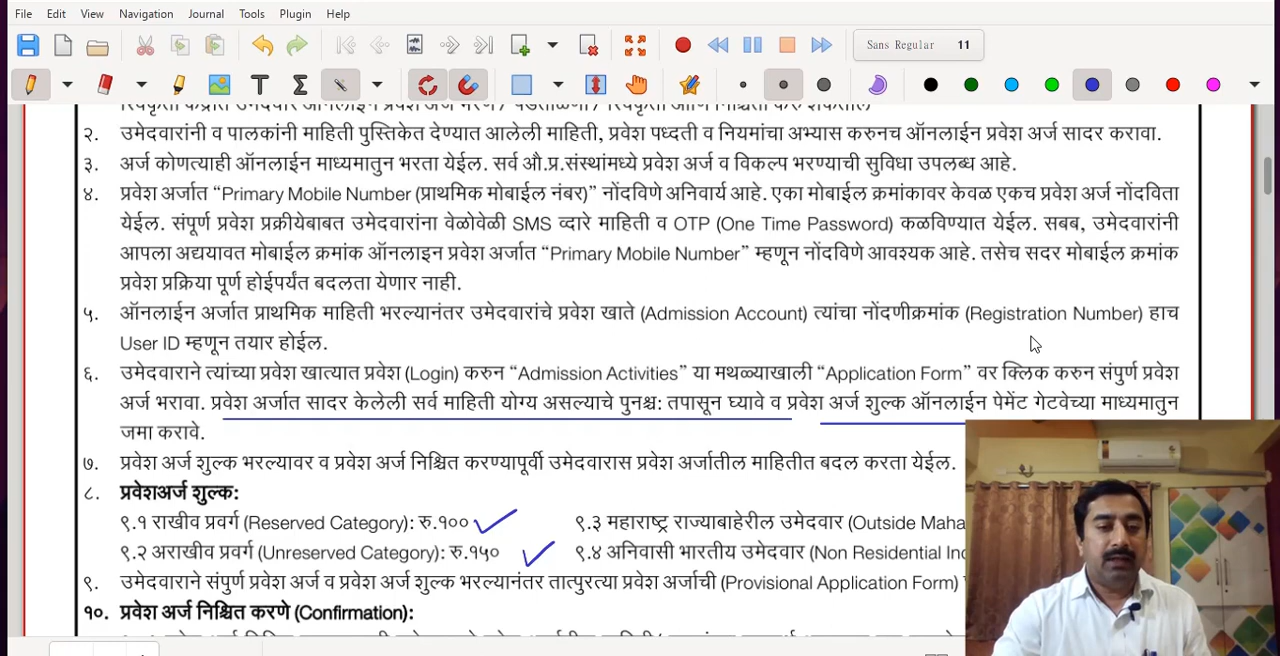 File Edit View Navigation Journal Tools Plugin Help
Sans Regular 11
२. उमेदवारांनी व पालकांनी माहिती पुस्तिकेत देण्यात आलेली माहिती, प्रवेश पध्दती व नियमांचा अभ्यास करुनच ऑनलाईन प्रवेश अर्ज सादर करावा.
३. अर्ज कोणत्याही ऑनलाईन माध्यमातुन भरता येईल. सर्व औ.प्र.संस्थांमध्ये प्रवेश अर्ज व विकल्प भरण्याची सुविधा उपलब्ध आहे.
४. प्रवेश अर्जात “Primary Mobile Number (प्राथमिक मोबाईल नंबर)” नोंदविणे अनिवार्य आहे. एका मोबाईल क्रमांकावर केवळ एकच प्रवेश अर्ज नोंदविता
येईल. संपूर्ण प्रवेश प्रक्रीयेबाबत उमेदवारांना वेळोवेळी SMS व्दारे माहिती व OTP (One Time Password) कळविण्यात येईल. सबब, उमेदवारांनी
आपला अद्ययावत मोबाईल क्रमांक ऑनलाइन प्रवेश अर्जात “Primary Mobile Number” म्हणून नोंदविणे आवश्यक आहे. तसेच सदर मोबाईल क्रमांक
प्रवेश प्रक्रिया पूर्ण होईपर्यंत बदलता येणार नाही.
५. ऑनलाईन अर्जात प्राथमिक माहिती भरल्यानंतर उमेदवारांचे प्रवेश खाते (Admission Account) त्यांचा नोंदणीक्रमांक (Registration Number) हाच
User ID म्हणून तयार होईल.
६. उमेदवाराने त्यांच्या प्रवेश खात्यात प्रवेश (Login) करुन “Admission Activities” या मथळ्याखाली “Application Form” वर क्लिक करुन संपुर्ण प्रवेश
अर्ज भरावा. प्रवेश अर्जात सादर केलेली सर्व माहिती योग्य असल्याचे पुनश्च: तपासून घ्यावे व प्रवेश अर्ज शुल्क ऑनलाईन पेमेंट गेटवेच्या माध्यमातुन
जमा करावे.
७. प्रवेश अर्ज शुल्क भरल्यावर व प्रवेश अर्ज निश्चित करण्यापूर्वी उमेदवारास प्रवेश अर्जातील माहितीत बदल करता येईल.
८. प्रवेशअर्ज शुल्क:
९.१ राखीव प्रवर्ग (Reserved Category): रु.१०० ९.३ महाराष्ट्र राज्याबाहेरील उमेदवार (Outside Maha
९.२ अराखीव प्रवर्ग (Unreserved Category): रु.१५० ९.४ अनिवासी भारतीय उमेदवार (Non Residential Ind
९. उमेदवाराने संपुर्ण प्रवेश अर्ज व प्रवेश अर्ज शुल्क भरल्यानंतर तात्पुरत्या प्रवेश अर्जाची (Provisional Application Form)
१०. प्रवेश अर्ज निश्चित करणे (Confirmation):